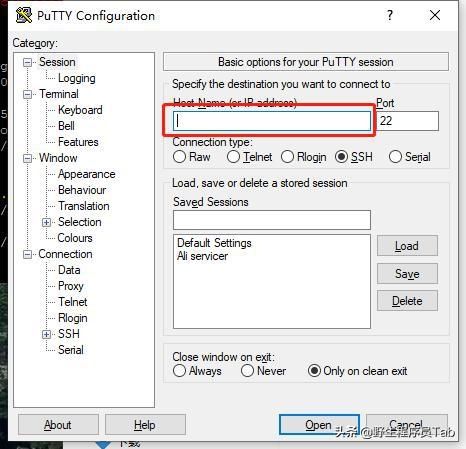 PuTTY Configuration
Category:
Session
Logging
Terminal
Keyboard
Bell
Features
Window
Appearance
Behaviour
Translation
Selection
Colours
Connection
Data
Proxy
Telnet
Rlogin
SSH
Serial
Basic options for your PuTTY session
Specify the destination you want to connect to
Host Name (or IP address) Port
22
Connection type:
Raw Telnet Rlogin SSH Serial
Load, save or delete a stored session
Saved Sessions
Default Settings
Ali servicer
Load
Save
Delete
Close window on exit:
Always Never Only on clean exit
About Help Open Cancel
头条@野生程序员Tab